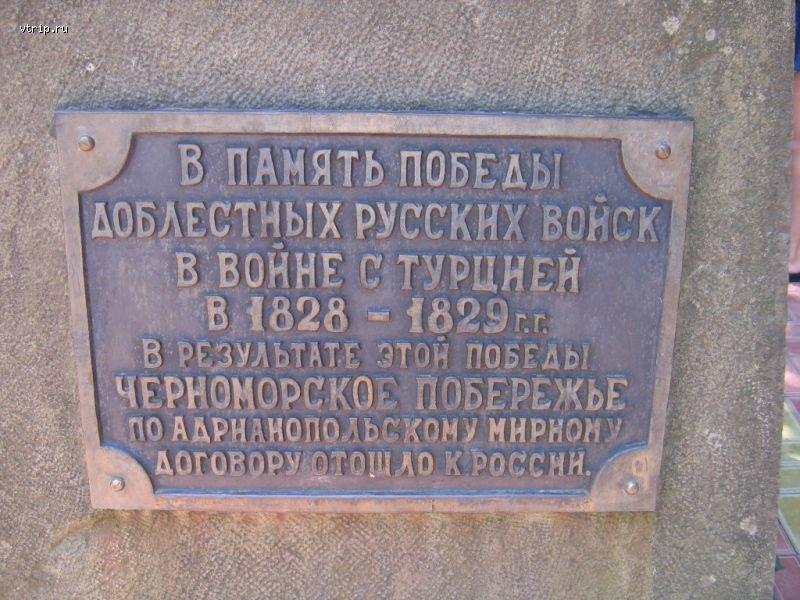 vtrip.ru
В ПАМЯТЬ ПОБЕДЫ
ДОБЛЕСТНЫХ РУССКИХ ВОЙСК
В ВОЙНЕ С ТУРЦИЕЙ
В 1828 - 1829 г.г.
В РЕЗУЛЬТАТЕ ЭТОЙ ПОБЕДЫ
ЧЕРНОМОРСКОЕ ПОБЕРЕЖЬЕ
ПО АДРИАНОПОЛЬСКОМУ МИРНОМУ
ДОГОВОРУ ОТОШЛО К РОССИИ.